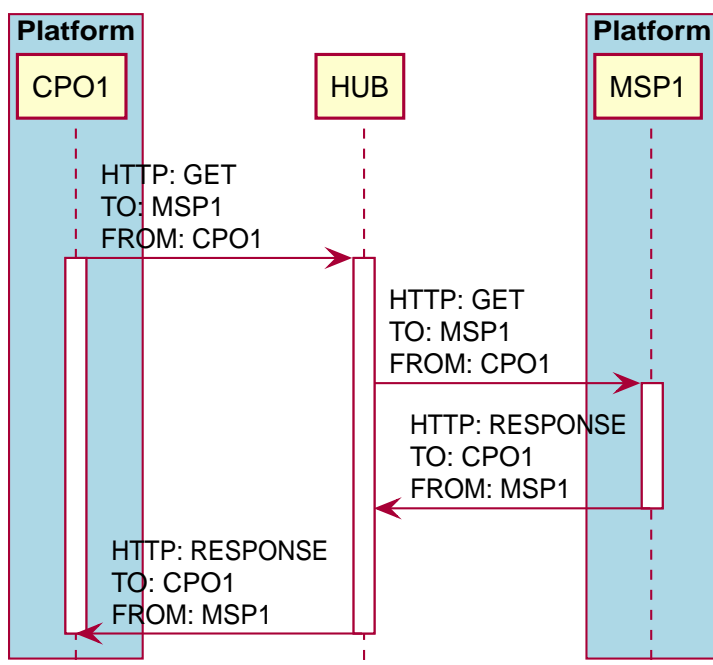 Platform
Platform
CPO1
HUB
MSP1
HTTP: GET
TO: MSP1
FROM: CPO1
HTTP: GET
TO: MSP1
FROM: CPO1
HTTP: RESPONSE
TO: CPO1
FROM: MSP1
HTTP: RESPONSE
TO: CPO1
FROM: MSP1